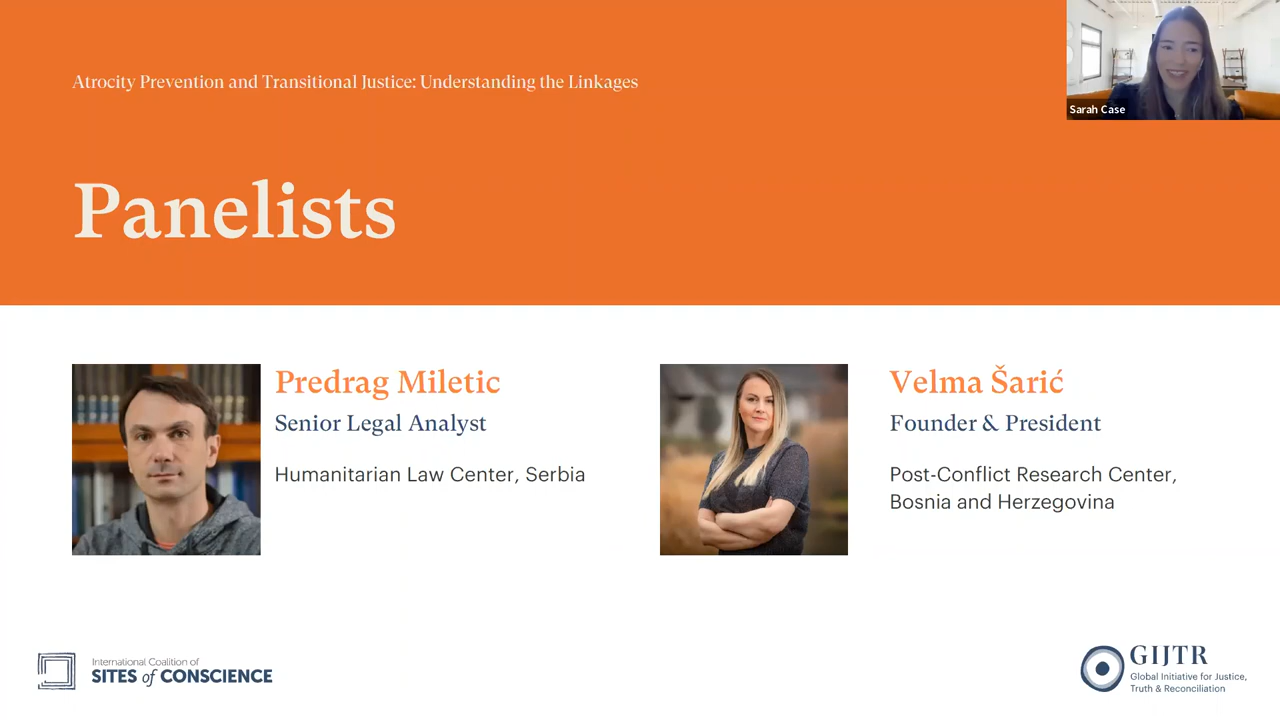 Atrocity Prevention and Transitional Justice: Understanding the Linkages
Sarah Case
Panelists
Predrag Miletic
Senior Legal Analyst
Humanitarian Law Center, Serbia
Velma Šarić
Founder & President
Post-Conflict Research Center,
Bosnia and Herzegovina
International Coalition of
SITES of CONSCIENCE
GIJTR
Global Initiative for Justice,
Truth & Reconciliation